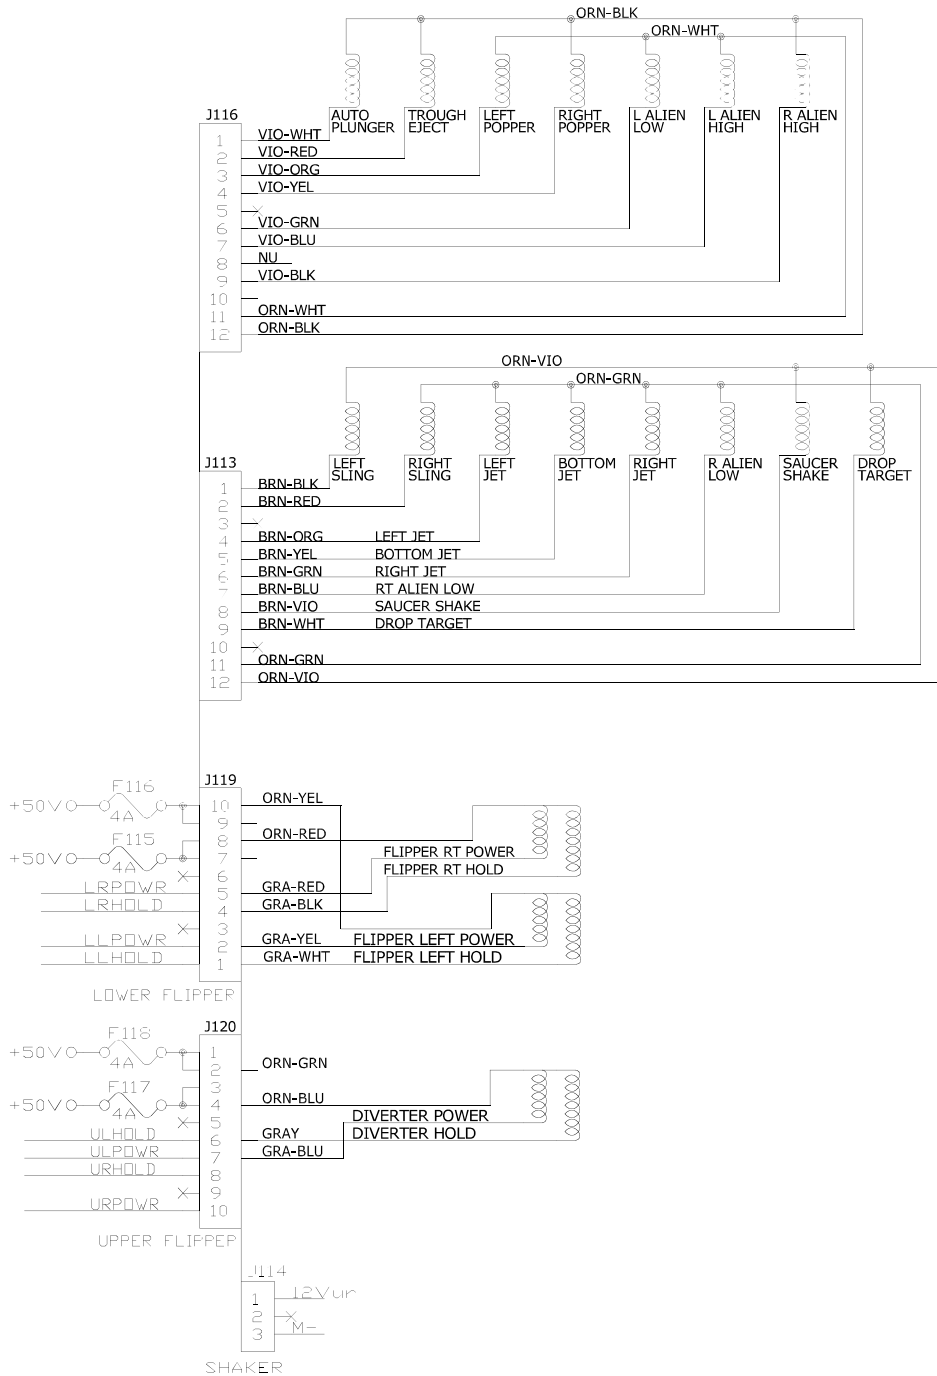 ORN-BLK
ORN-WHT
J116
AUTO PLUNGER
TROUGH EJECT
LEFT POPPER
RIGHT POPPER
L ALIEN LOW
L ALIEN HIGH
R ALIEN HIGH
1 VIO-WHT
2 VIO-RED
3 VIO-ORG
4 VIO-YEL
5
6 VIO-GRN
7 VIO-BLU
8 NU
9 VIO-BLK
10
11 ORN-WHT
12 ORN-BLK
ORN-VIO
ORN-GRN
J113
LEFT SLING
RIGHT SLING
LEFT JET
BOTTOM JET
RIGHT JET
R ALIEN LOW
SAUCER SHAKE
DROP TARGET
1 BRN-BLK
2 BRN-RED
3
4 BRN-ORG LEFT JET
5 BRN-YEL BOTTOM JET
6 BRN-GRN RIGHT JET
7 BRN-BLU RT ALIEN LOW
8 BRN-VIO SAUCER SHAKE
9 BRN-WHT DROP TARGET
10
11 ORN-GRN
12 ORN-VIO
J119
+50V F116 4A 10 ORN-YEL
9
8 ORN-RED
+50V F115 4A 7 FLIPPER RT POWER
6 FLIPPER RT HOLD
LRPOWR 5 GRA-RED
LRHOLD 4 GRA-BLK
3
LLPOWR 2 GRA-YEL FLIPPER LEFT POWER
LLHOLD 1 GRA-WHT FLIPPER LEFT HOLD
LOWER FLIPPER
J120
+50V F118 4A 1
2 ORN-GRN
3
+50V F117 4A 4 ORN-BLU
5 DIVERTER POWER
ULHOLD 6 GRAY DIVERTER HOLD
ULPOWR 7 GRA-BLU
URHOLD 8
9
URPOWR 10
UPPER FLIPPER
J114
1 12Vur
2
3 M-
SHAKER